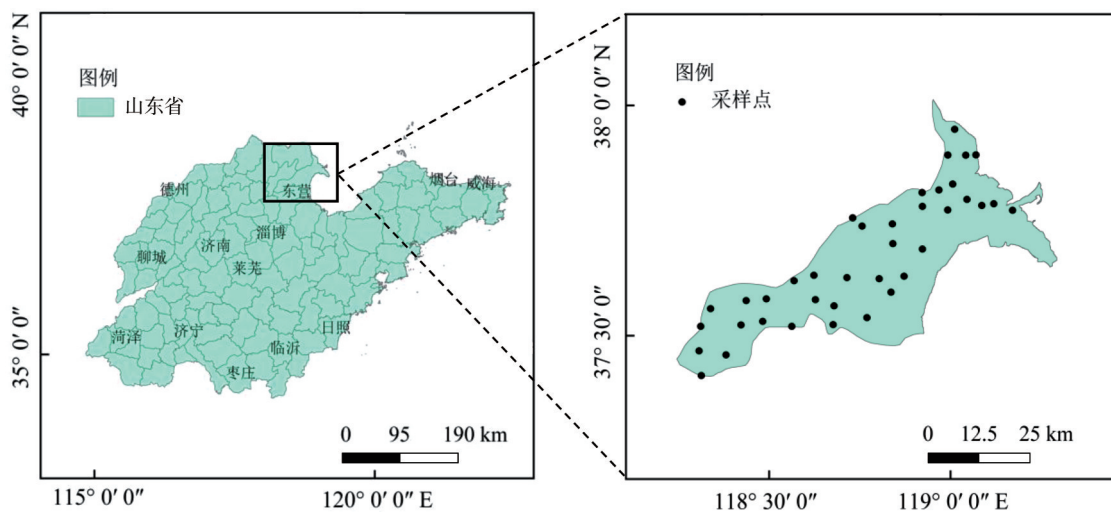 40° 0′ 0″ N
图例
山东省
德州
东营
烟台
威海
济南
淄博
聊城
莱芜
菏泽
济宁
日照
临沂
枣庄
35° 0′ 0″
0 95 190 km
115° 0′ 0″
120° 0′ 0″ E
38° 0′ 0″ N
图例
采样点
37° 30′ 0″
0 12.5 25 km
118° 30′ 0″
119° 0′ 0″ E